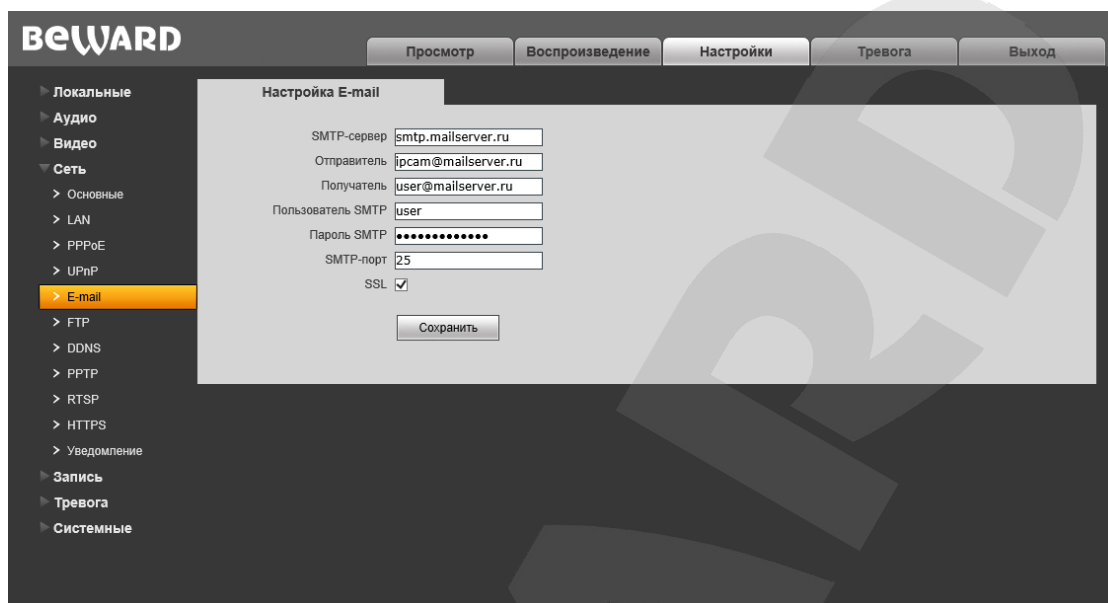 BEWARD
Просмотр
Воспроизведение
Настройки
Тревога
Выход
Локальные
Аудио
Видео
Сеть
> Основные
> LAN
> PPPoE
> UPnP
> E-mail
> FTP
> DDNS
> PPTP
> RTSP
> HTTPS
> Уведомление
Запись
Тревога
Системные
Настройка E-mail
SMTP-сервер smtp.mailserver.ru
Отправитель ipcam@mailserver.ru
Получатель user@mailserver.ru
Пользователь SMTP user
Пароль SMTP •••••••••••••
SMTP-порт 25
SSL
Сохранить